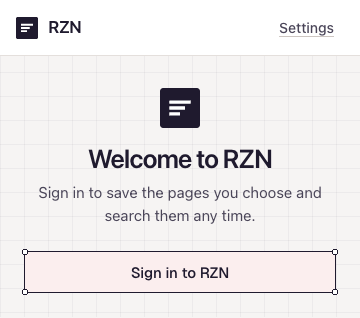 RZN
Settings
Welcome to RZN
Sign in to save the pages you choose and
search them any time.
Sign in to RZN